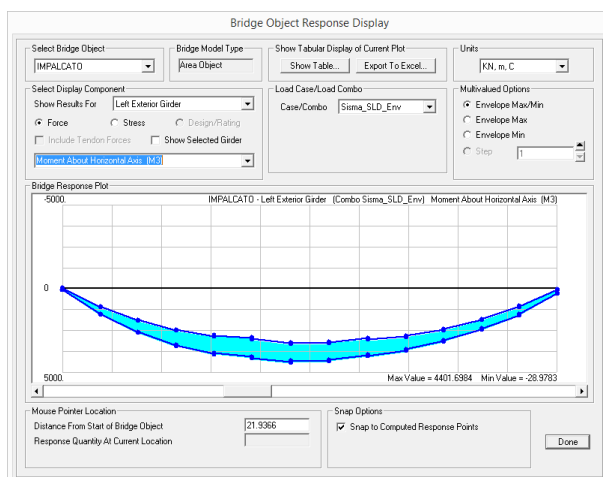 Bridge Object Response Display
Select Bridge Object
IMPALCATO
Bridge Model Type
Area Object
Show Tabular Display of Current Plot
Show Table...
Export To Excel...
Units
KN, m, C
Select Display Component
Show Results For
Left Exterior Girder
Force
Stress
Design/Rating
Include Tendon Forces
Show Selected Girder
Moment About Horizontal Axis (M3)
Load Case/Load Combo
Case/Combo
Sisma_SLD_Env
Multivalued Options
Envelope Max/Min
Envelope Max
Envelope Min
Step
1
Bridge Response Plot
-5000.
IMPALCATO - Left Exterior Girder (Combo Sisma_SLD_Env) Moment About Horizontal Axis (M3)
0
5000.
Max Value = 4401.6984 Min Value = -28.9783
Mouse Pointer Location
Distance From Start of Bridge Object
21.9366
Response Quantity At Current Location
Snap Options
Snap to Computed Response Points
Done